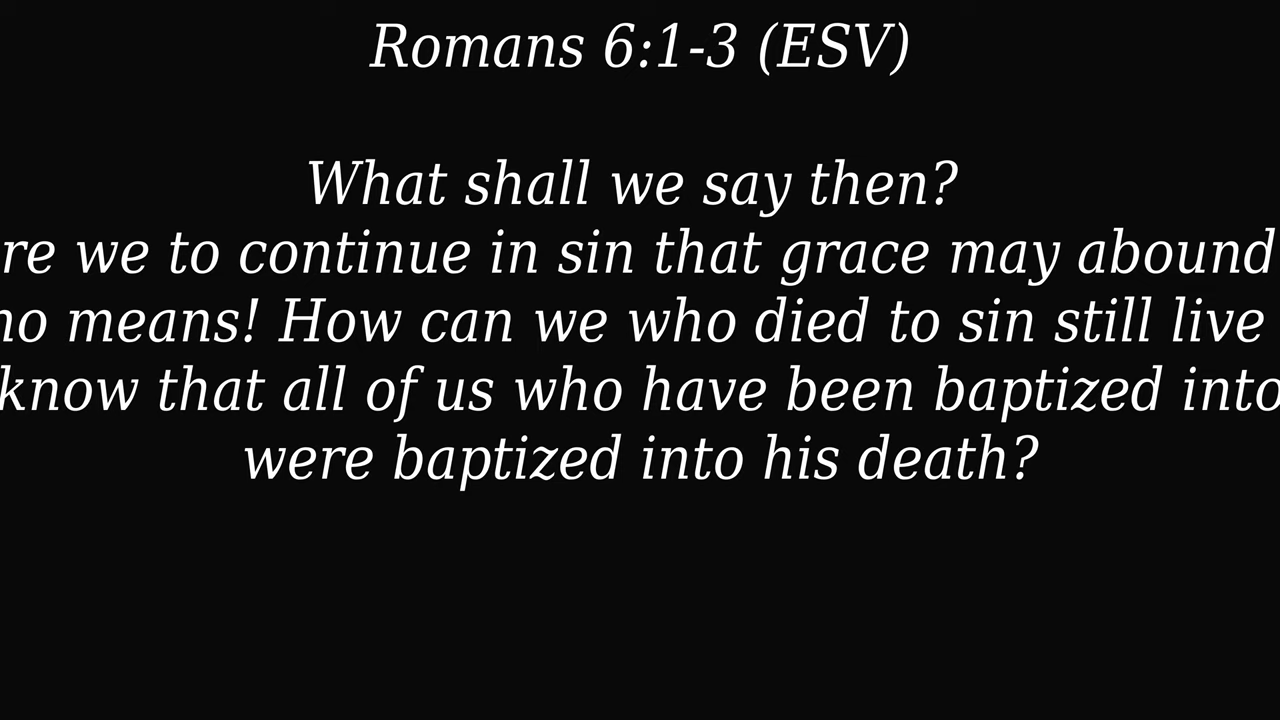 Romans 6:1-3 (ESV)
What shall we say then?
re we to continue in sin that grace may abound
no means! How can we who died to sin still live
know that all of us who have been baptized into
were baptized into his death?